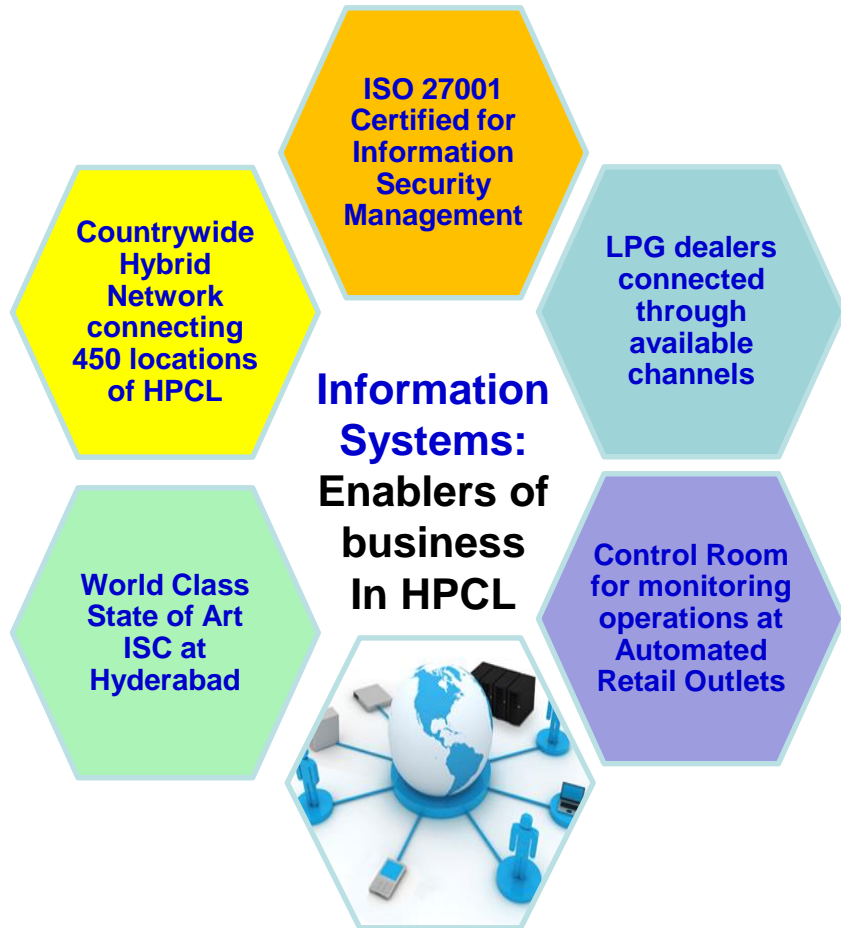 ISO 27001
Certified for
Information
Security
Management
Countrywide
Hybrid
Network
connecting
450 locations
of HPCL
LPG dealers
connected
through
available
channels
Information
Systems:
Enablers of
business
In HPCL
World Class
State of Art
ISC at
Hyderabad
Control Room
for monitoring
operations at
Automated
Retail Outlets